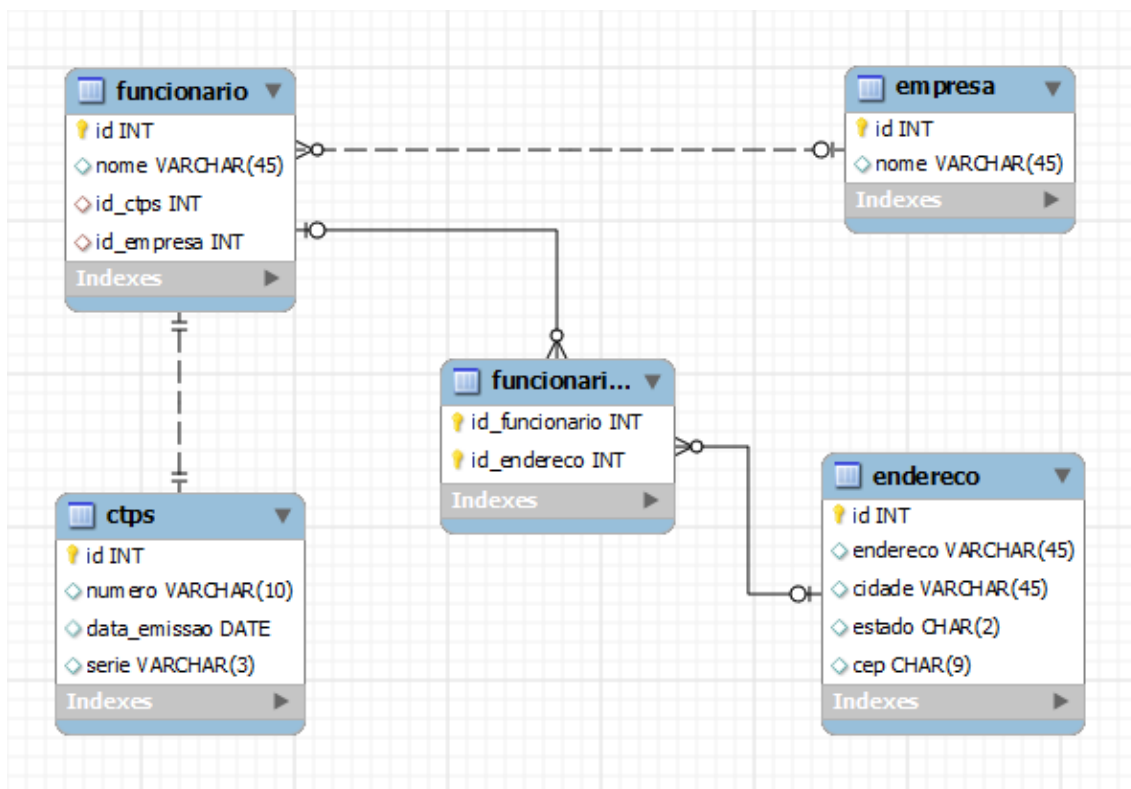 funcionario
id INT
nome VARCHAR(45)
id_ctps INT
id_empresa INT
Indexes
empresa
id INT
nome VARCHAR(45)
Indexes
funcionari...
id_funcionario INT
id_endereco INT
Indexes
ctps
id INT
numero VARCHAR(10)
data_emissao DATE
serie VARCHAR(3)
Indexes
endereco
id INT
endereco VARCHAR(45)
cidade VARCHAR(45)
estado CHAR(2)
cep CHAR(9)
Indexes